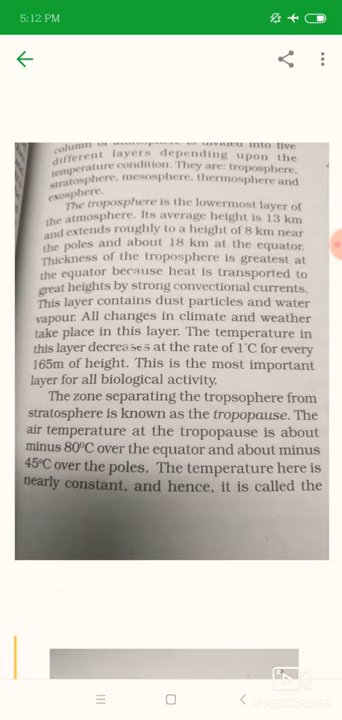 5:12 PM
column of atmosphere is divided into five
different layers depending upon the
temperature condition. They are: troposphere,
stratosphere, mesosphere, thermosphere and
exosphere.
The troposphere is the lowermost layer of
the atmosphere. Its average height is 13 km
and extends roughly to a height of 8 km near
the poles and about 18 km at the equator.
Thickness of the troposphere is greatest at
the equator because heat is transported to
great heights by strong convectional currents.
This layer contains dust particles and water
vapour. All changes in climate and weather
take place in this layer. The temperature in
this layer decreases at the rate of 1°C for every
165m of height. This is the most important
layer for all biological activity.
The zone separating the tropsophere from
stratosphere is known as the tropopause. The
air temperature at the tropopause is about
minus 80°C over the equator and about minus
45°C over the poles. The temperature here is
nearly constant, and hence, it is called the
RECORDER